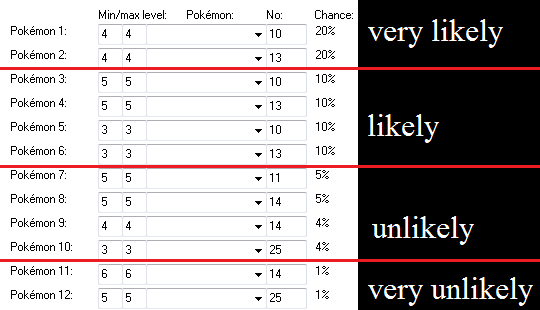 Min/max level: Pokémon: No: Chance:
Pokémon 1: 4 4 10 20%
Pokémon 2: 4 4 13 20%
very likely
Pokémon 3: 5 5 10 10%
Pokémon 4: 5 5 13 10%
Pokémon 5: 3 3 10 10%
Pokémon 6: 3 3 13 10%
likely
Pokémon 7: 5 5 11 5%
Pokémon 8: 5 5 14 5%
Pokémon 9: 4 4 14 4%
Pokémon 10: 3 3 25 4%
unlikely
Pokémon 11: 6 6 14 1%
Pokémon 12: 5 5 25 1%
very unlikely